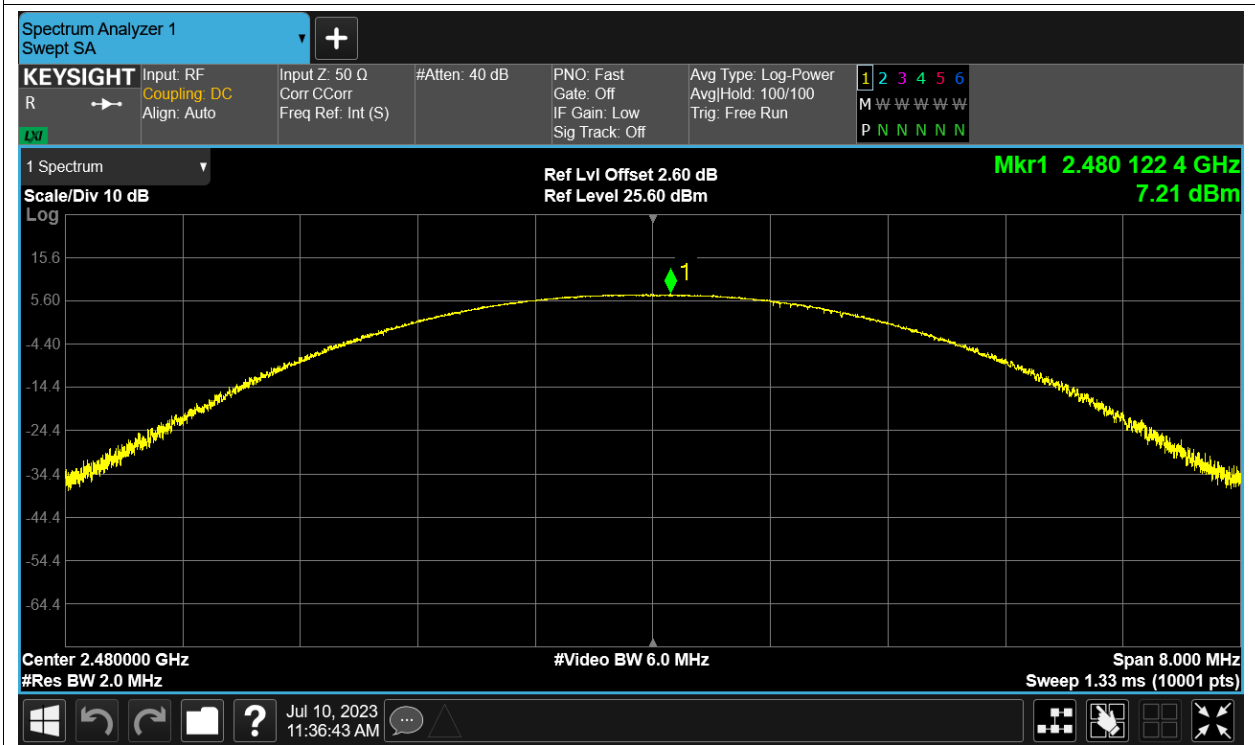 Spectrum Analyzer 1
Swept SA
KEYSIGHT
R
LXI
Input: RF
Coupling: DC
Align: Auto
Input Z: 50 Ω
Corr CCorr
Freq Ref: Int (S)
#Atten: 40 dB
PNO: Fast
Gate: Off
IF Gain: Low
Sig Track: Off
Avg Type: Log-Power
Avg|Hold: 100/100
Trig: Free Run
1 2 3 4 5 6
M W W W W W
P N N N N N
1 Spectrum
Scale/Div 10 dB
Log
Ref Lvl Offset 2.60 dB
Ref Level 25.60 dBm
Mkr1 2.480 122 4 GHz
7.21 dBm
1
15.6
5.60
-4.40
-14.4
-24.4
-34.4
-44.4
-54.4
-64.4
Center 2.480000 GHz
#Res BW 2.0 MHz
#Video BW 6.0 MHz
Span 8.000 MHz
Sweep 1.33 ms (10001 pts)
?
Jul 10, 2023
11:36:43 AM